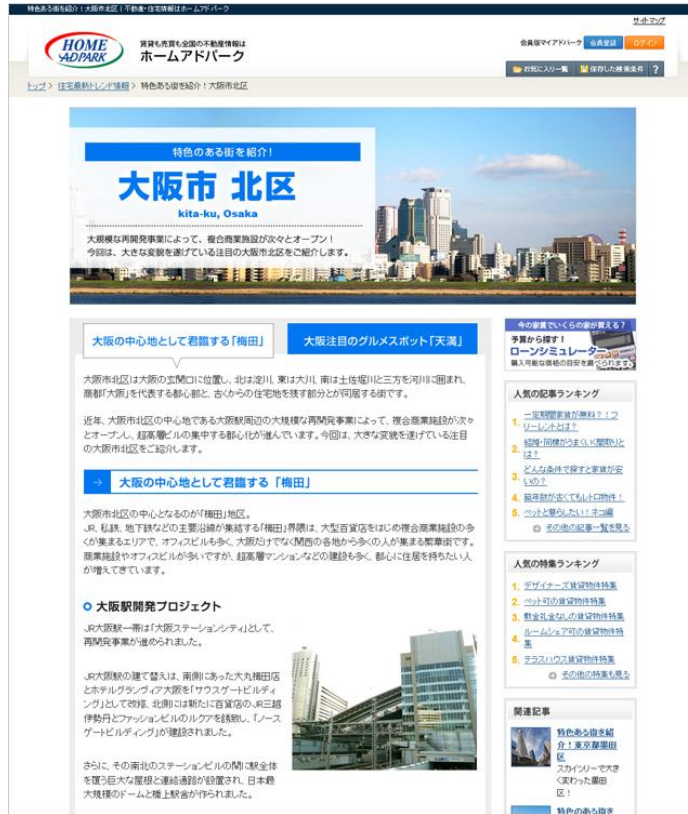 特色ある街を紹介！大阪市北区｜不動産・住宅情報はホームアドパーク
サイトマップ
HOME
ADPARK
賃貸も売買も全国の不動産情報は
ホームアドパーク
会員版マイアドパーク
会員登録
ログイン
お気に入り一覧
保存した検索条件
?
トップ > 住宅最新トレンド情報 > 特色ある街を紹介！大阪市北区
特色のある街を紹介！
大阪市 北区
kita-ku, Osaka
大規模な再開発事業によって、複合商業施設が次々とオープン！
今回は、大きな変貌を遂げている注目の大阪市北区をご紹介します。
大阪の中心地として君臨する「梅田」
大阪注目のグルメスポット「天満」
大阪市北区は大阪の玄関口に位置し、北は淀川、東は大川、南は土佐堀川と三方を河川に囲まれ、
商都「大阪」を代表する都心部と、古くからの住宅地を残す部分とが同居する街です。
近年、大阪市北区の中心地である大阪駅周辺の大規模な再開発事業によって、複合商業施設が次々
とオープンし、超高層ビルの集中する都心化が進んでいます。今回は、大きな変貌を遂げている注目
の大阪市北区をご紹介します。
→ 大阪の中心地として君臨する「梅田」
大阪市北区の中心となるのが「梅田」地区。
JR、私鉄、地下鉄などの主要沿線が集結する「梅田」界隈は、大型百貨店をはじめ複合商業施設の多
くが集まるエリアで、オフィスビルも多く、大阪だけでなく関西の各地から多くの人が集まる繁華街です。
商業施設やオフィスビルが多いですが、超高層マンションなどの建設も多く、都心に住居を持ちたい人
が増えてきています。
大阪駅開発プロジェクト
JR大阪駅一帯は「大阪ステーションシティ」として、
再開発事業が進められました。
JR大阪駅の建て替えは、南側にあった大丸梅田店
とホテルグランヴィア大阪を「サウスゲートビルディ
ング」として改修、北側には新たに百貨店のJR三越
伊勢丹とファッションビルのルクアを誘致し、「ノース
ゲートビルディング」が建設されました。
さらに、その南北のステーションビルの間に駅全体
を覆う巨大な屋根と連絡通路が設置され、日本最
大規模のドームと橋上駅舎が作られました。
今の家賃でいくらの家が買える？
予算から探す！
ローンシミュレーター
購入可能な価格の目安を調べられます。
人気の記事ランキング
1. 一定期間家賃が無料？！フ
リーレントとは？
2. 結婚・同棲がうまくいく間取りと
は？
3. どんな条件で探すと家賃が安
いの？
4. 築年数が古くてもレトロ物件！
5. ペットと暮らしたい！ネコ編
その他の記事一覧を見る
人気の特集ランキング
1. デザイナーズ賃貸物件特集
2. ペット可の賃貸物件特集
3. 敷金礼金なしの賃貸物件特集
4. ルームシェア可の賃貸物件特
集
5. テラスハウス賃貸物件特集
その他の特集も見る
関連記事
特色ある街を紹
介！東京都墨田
区
スカイツリーで大き
く変わった墨田
区！
特色のある街を